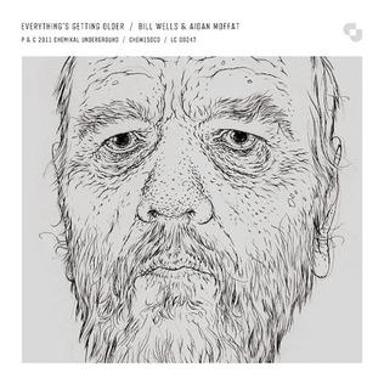 EVERYTHING'S GETTING OLDER / BILL WELLS & AIDAN MOFFAT
P & C 2011 CHEMIKAL UNDERGROUND / CHEM150CD / LC 00247